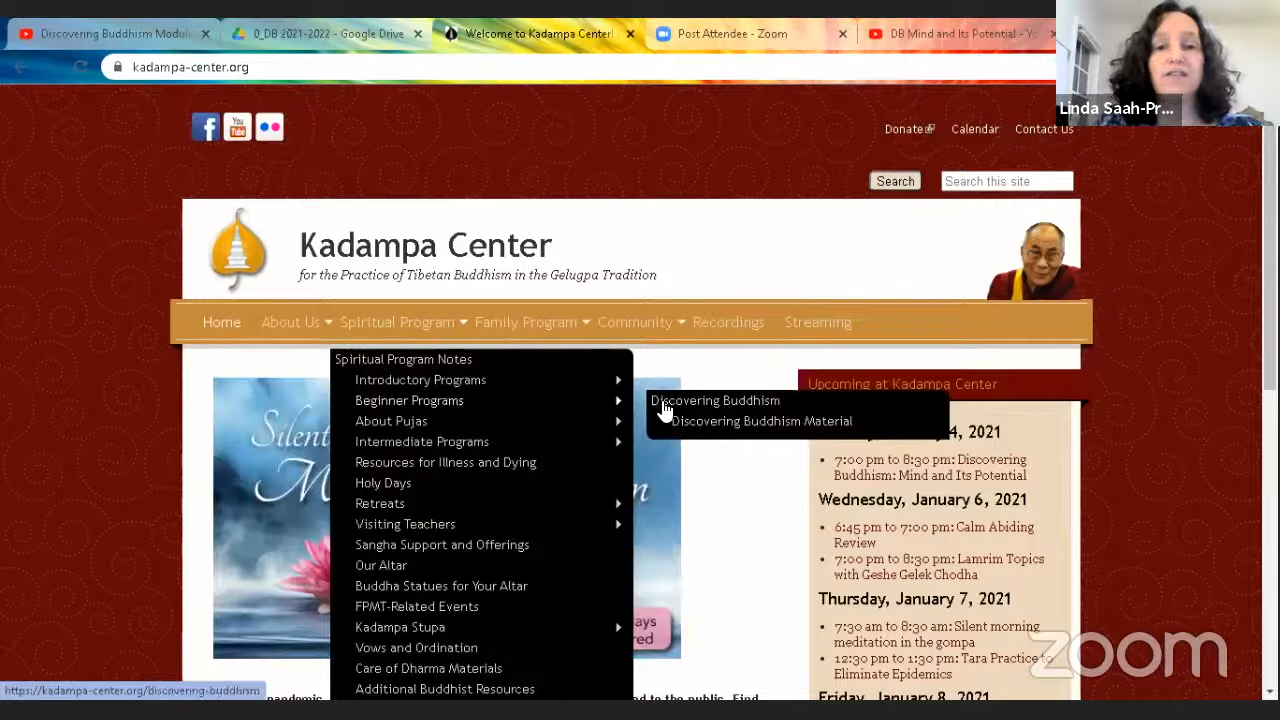 Discovering Buddhism Modul
0_DB 2021-2022 - Google Drive
Welcome to Kadampa Center!
Post Attendee - Zoom
DB Mind and Its Potential - Yo
kadampa-center.org
Linda Saah-Pr...
You Tube
Donate
Calendar
Contact Us
Search
Search this site
Kadampa Center
for the Practice of Tibetan Buddhism in the Gelugpa Tradition
Home
About Us
Spiritual Program
Family Program
Community
Recordings
Streaming
Spiritual Program Notes
Introductory Programs
Beginner Programs
About Pujas
Intermediate Programs
Resources for Illness and Dying
Holy Days
Retreats
Visiting Teachers
Sangha Support and Offerings
Our Altar
Buddha Statues for Your Altar
FPMT-Related Events
Kadampa Stupa
Vows and Ordination
Care of Dharma Materials
Additional Buddhist Resources
Discovering Buddhism
Discovering Buddhism Material
Silent
M
n
ays
red
Upcoming at Kadampa Center
4, 2021
7:00 pm to 8:30 pm: Discovering
Buddhism: Mind and Its Potential
Wednesday, January 6, 2021
6:45 pm to 7:00 pm: Calm Abiding
Review
7:00 pm to 8:30 pm: Lamrim Topics
with Geshe Gelek Chodha
Thursday, January 7, 2021
7:30 am to 8:30 am: Silent morning
meditation in the gompa
12:30 pm to 1:30 pm: Tara Practice to
Eliminate Epidemics
Friday, January 8, 2021
zoom
https://kadampa-center.org/discovering-buddhism